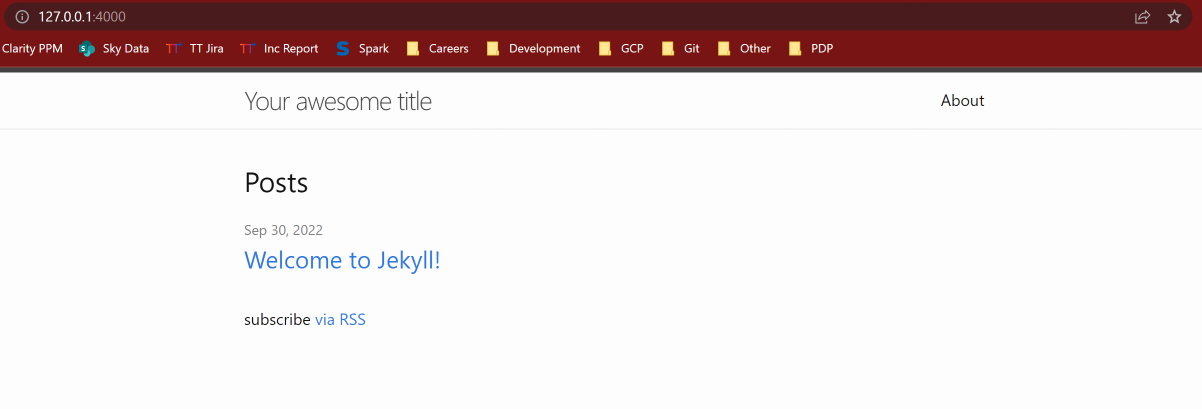 127.0.0.1:4000
Clarity PPM Sky Data TT Jira Inc Report Spark Careers Development GCP Git Other PDP
Your awesome title About
Posts
Sep 30, 2022
Welcome to Jekyll!
subscribe via RSS